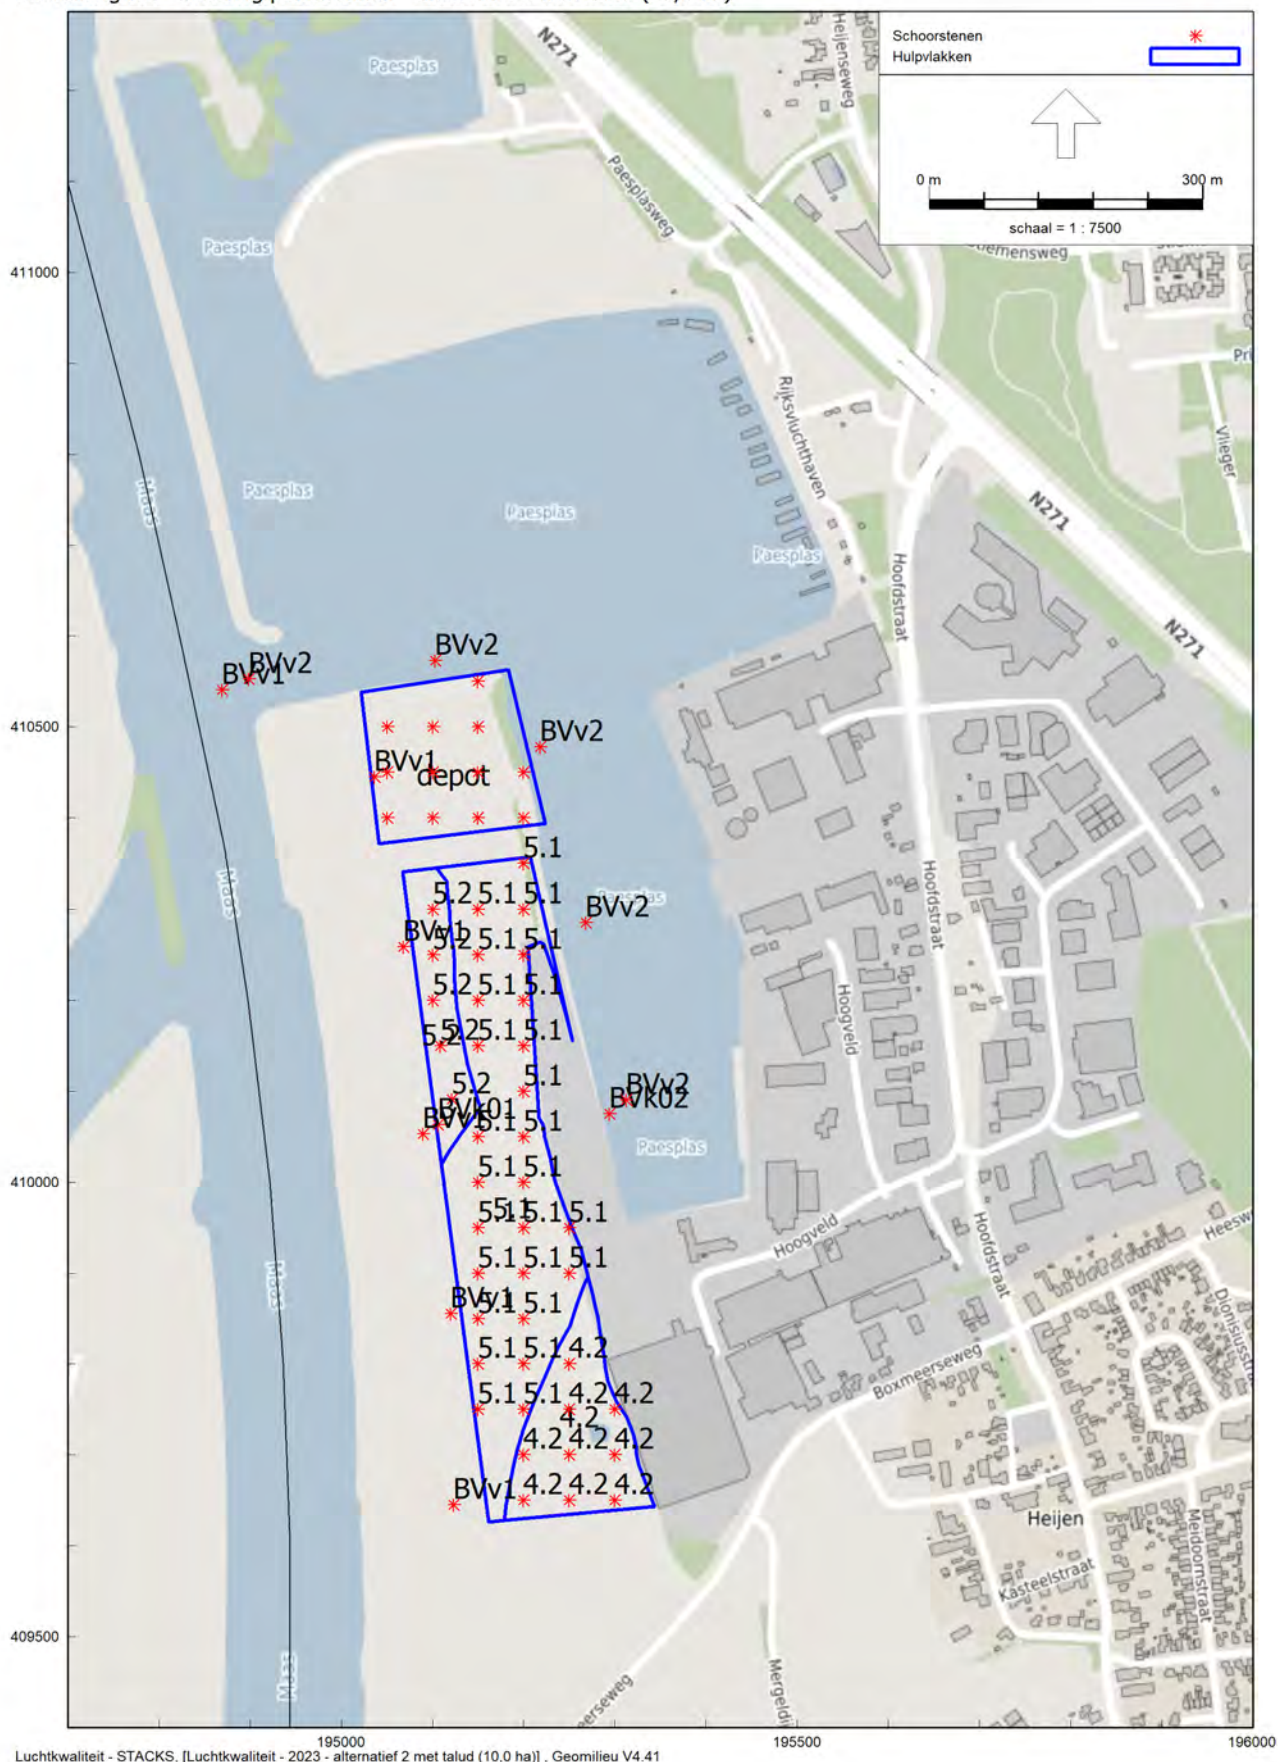 Schoorstenen
Hulpvlakken
0 m
300 m
schaal = 1 : 7500
N271
Heijenseweg
Paesplas
Paesplasweg
Paesplas
411000
Rijksvluchthaven
Vlieger
Maas
Paesplas
Paesplas
N271
Paesplas
Hoofdstraat
N271
BVv2
BVv2
BVv1
410500
BVv2
BVv1
depot
5.1
Hoofdstraat
Maas
5.2 5.1 5.1
Paesplas
BVv2
BVv1
5.2 5.1 5.1
5.2 5.1 5.1
Hoogveld
5.2
5.2 5.1 5.1
5.2
5.1
BVv2
BVk02
BVk01
BVv1
5.1 5.1
Paesplas
410000
5.1 5.1
5.1
5.1 5.1 5.1
Hoogveld
Hoofdstraat
Maas
5.1 5.1 5.1
BVv1
5.1 5.1
5.1 5.1 4.2
Boxmeerseweg
5.1 5.1 4.2 4.2
4.2
4.2 4.2 4.2
BVv1
4.2 4.2 4.2
Heijen
Kasteelstraat
Meidoornstraat
409500
Maas
195000
195500
196000
Luchtkwaliteit - STACKS, [Luchtkwaliteit - 2023 - alternatief 2 met talud (10,0 ha)] , Geomilieu V4.41